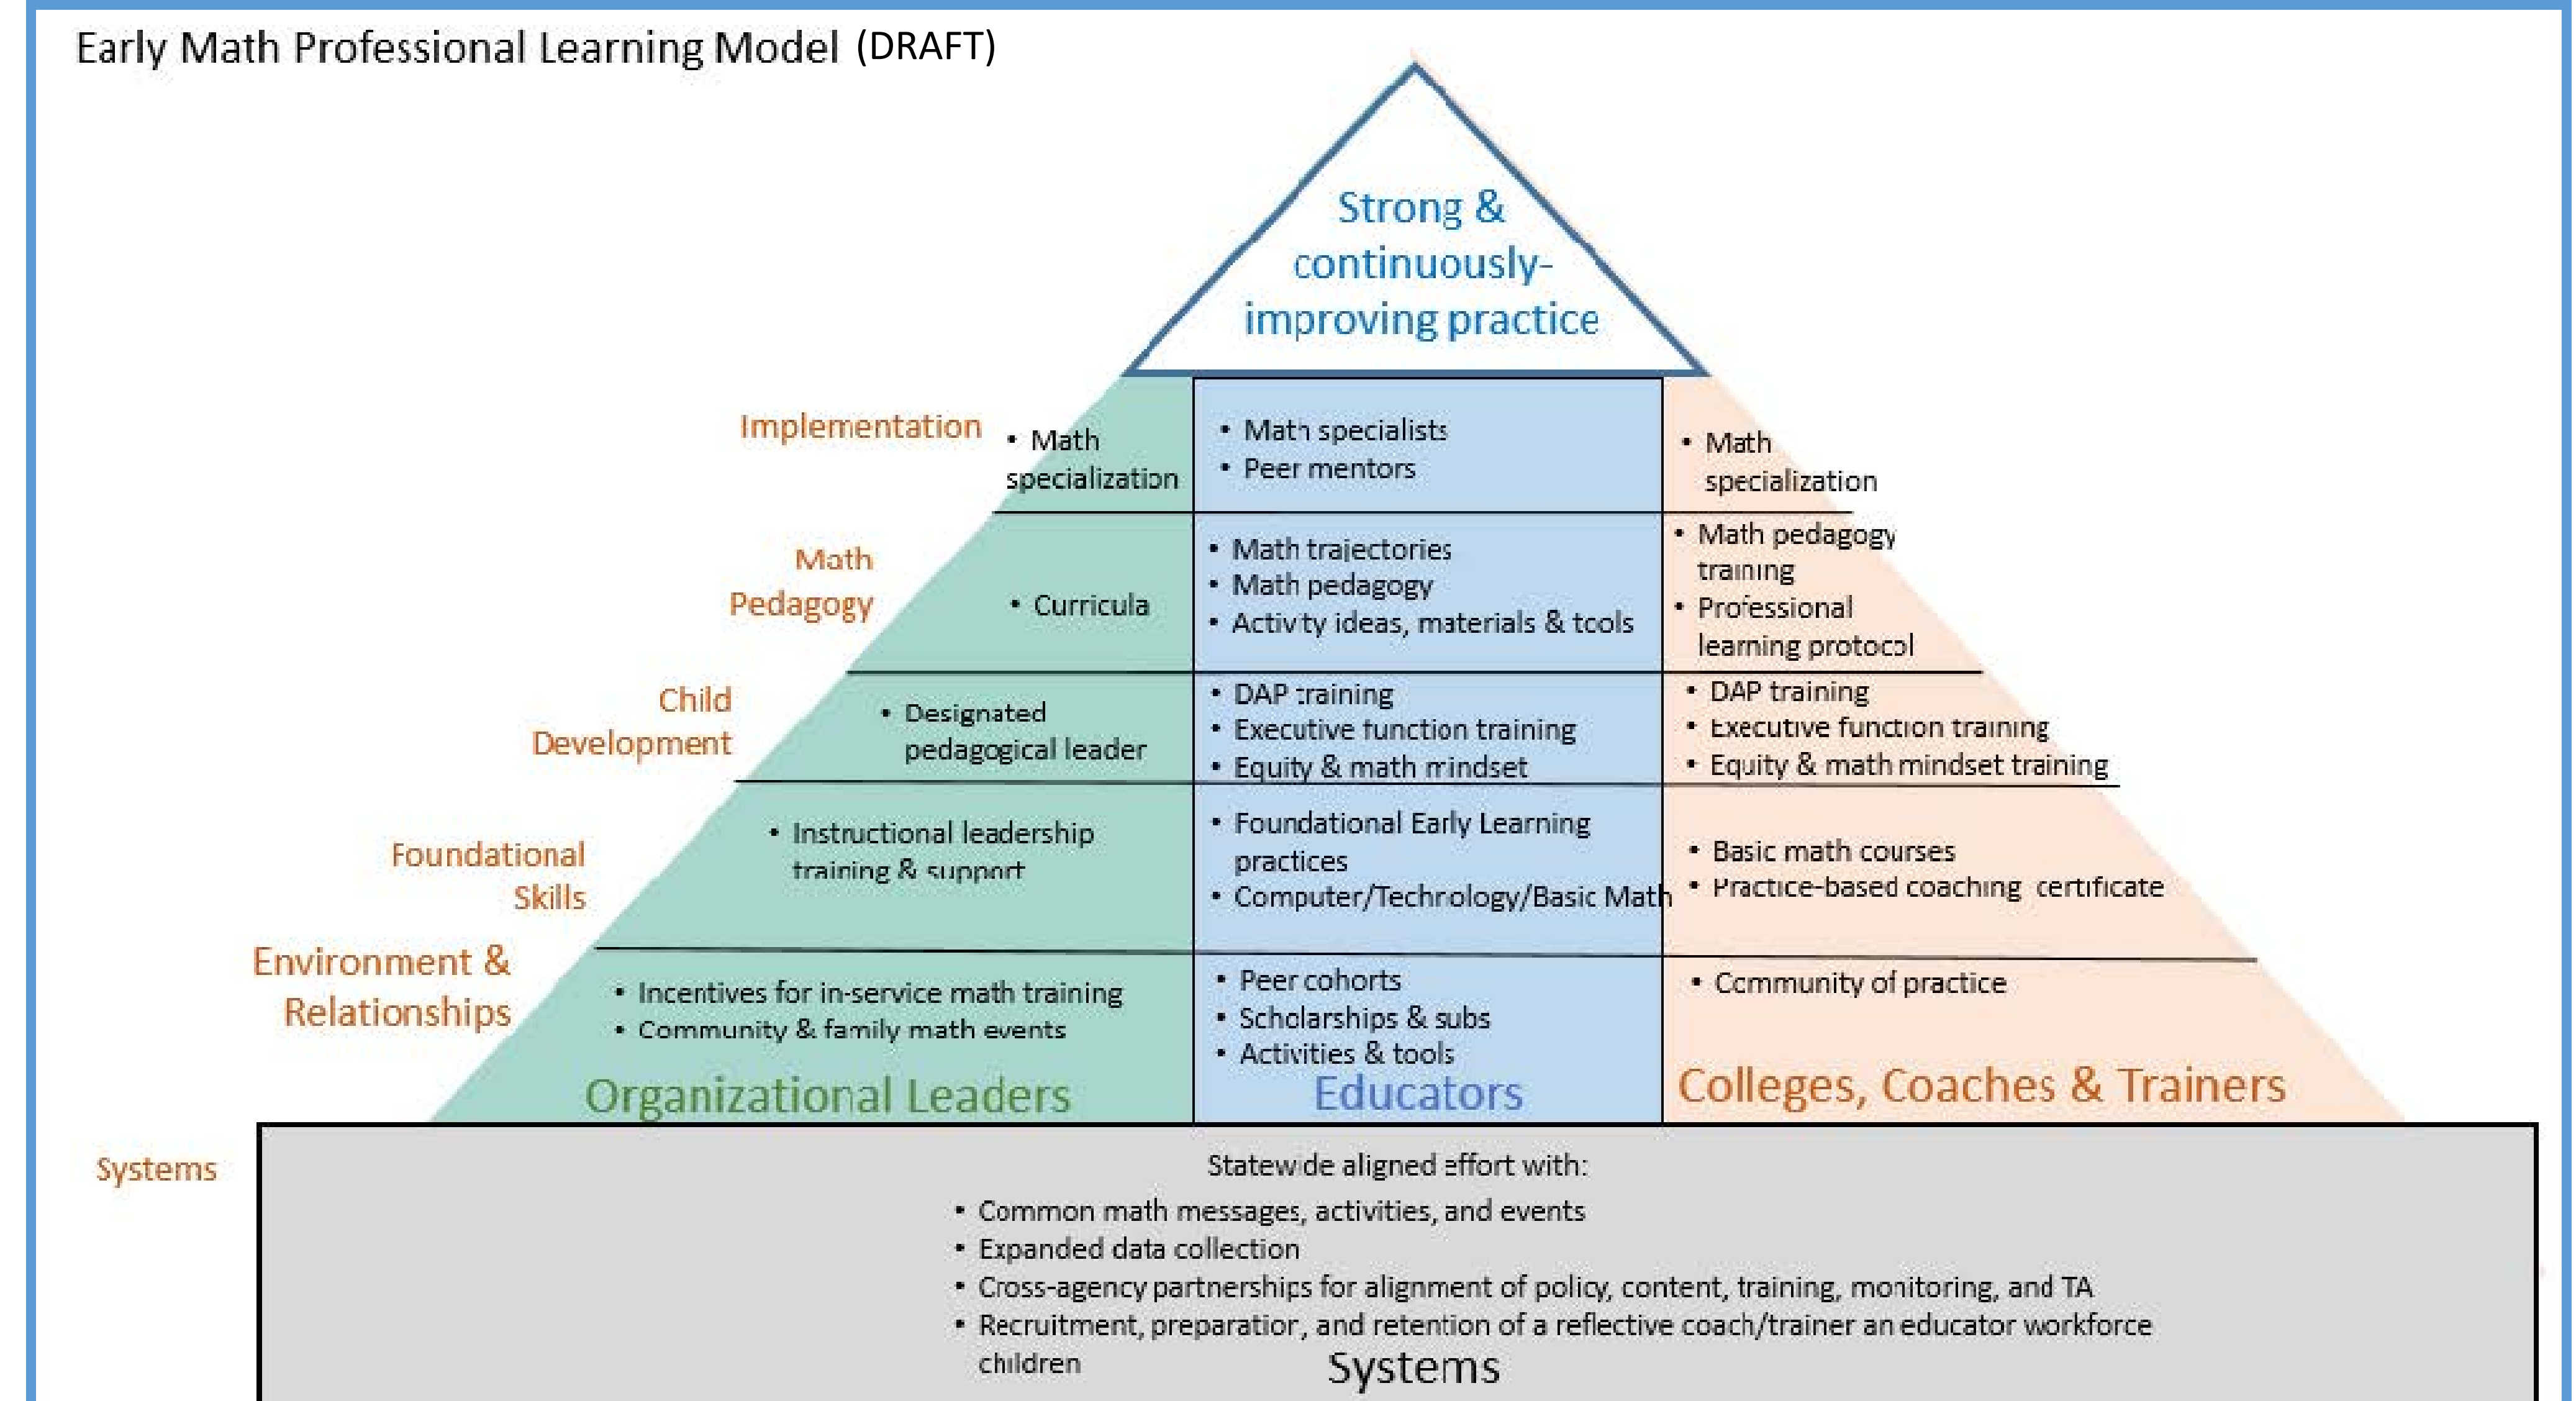 Early Math Professional Learning Model (DRAFT)
Strong &
continuously-
improving practice
Implementation
• Math
specialization
• Math specialists
• Peer mentors
• Math
specialization
Math
Pedagogy
• Curricula
• Math trajectories
• Math pedagogy
• Activity ideas, materials & tools
• Math pedagogy
training
• Professional
learning protocol
Child
Development
• Designated
pedagogical leader
• DAP training
• Executive function training
• Equity & math mindset
• DAP training
• Executive function training
• Equity & math mindset training
Foundational
Skills
• Instructional leadership
training & support
• Foundational Early Learning
practices
• Computer/Technology/Basic Math
• Basic math courses
• Practice-based coaching certificate
Environment &
Relationships
• Incentives for in-service math training
• Community & family math events
• Peer cohorts
• Scholarships & subs
• Activities & tools
• Community of practice
Organizational Leaders
Educators
Colleges, Coaches & Trainers
Systems
Statewide aligned effort with:
• Common math messages, activities, and events
• Expanded data collection
• Cross-agency partnerships for alignment of policy, content, training, monitoring, and TA
• Recruitment, preparation, and retention of a reflective coach/trainer an educator workforce
children
Systems